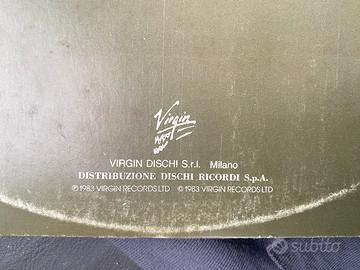 Virgin
VIRGIN DISCHI S.r.l. Milano
DISTRIBUZIONE DISCHI RICORDI S.p.A.
℗ 1983 VIRGIN RECORDS LTD © 1983 VIRGIN RECORDS LTD
subito